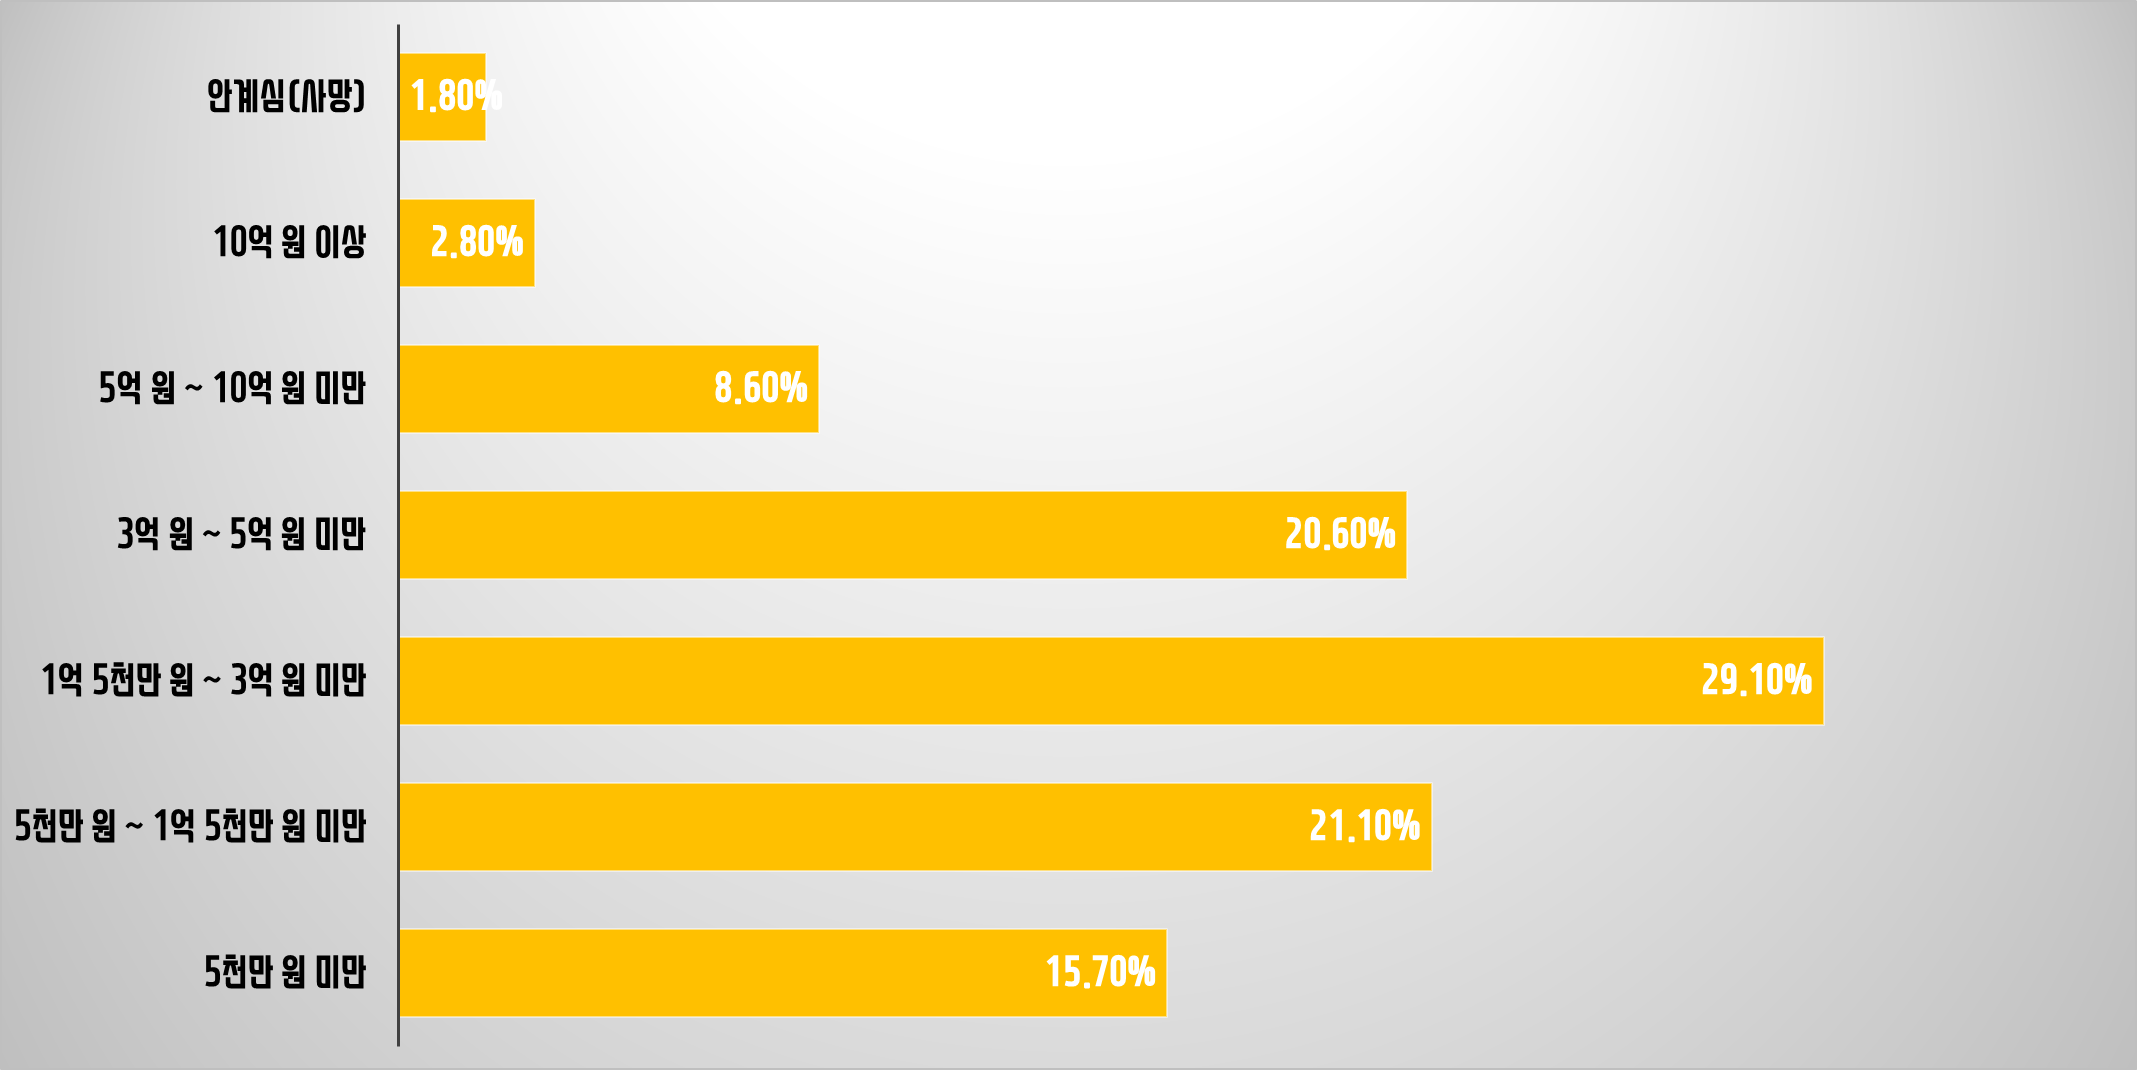 안계심(사망) 1.80%
10억 원 이상 2.80%
5억 원 ~ 10억 원 미만 8.60%
3억 원 ~ 5억 원 미만 20.60%
1억 5천만 원 ~ 3억 원 미만 29.10%
5천만 원 ~ 1억 5천만 원 미만 21.10%
5천만 원 미만 15.70%